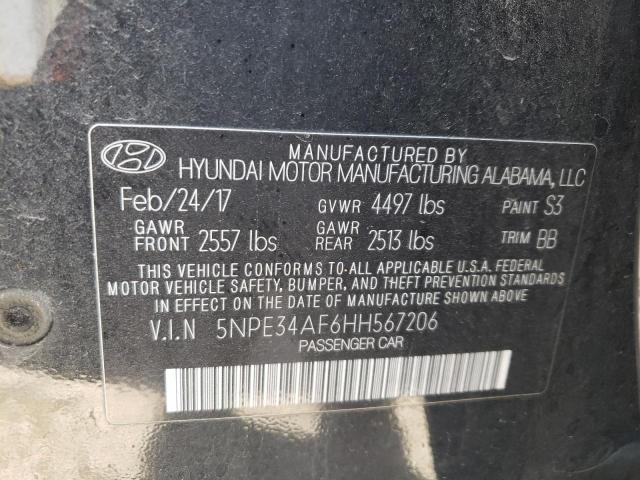 MANUFACTURED BY
HYUNDAI MOTOR MANUFACTURING ALABAMA, LLC
Feb/24/17 GVWR 4497 lbs PAINT S3
GAWR FRONT 2557 lbs GAWR REAR 2513 lbs TRIM BB
THIS VEHICLE CONFORMS TO ALL APPLICABLE U.S.A. FEDERAL
MOTOR VEHICLE SAFETY, BUMPER, AND THEFT PREVENTION STANDARDS
IN EFFECT ON THE DATE OF MANUFACTURE SHOWN ABOVE.
V.I.N 5NPE34AF6HH567206
PASSENGER CAR